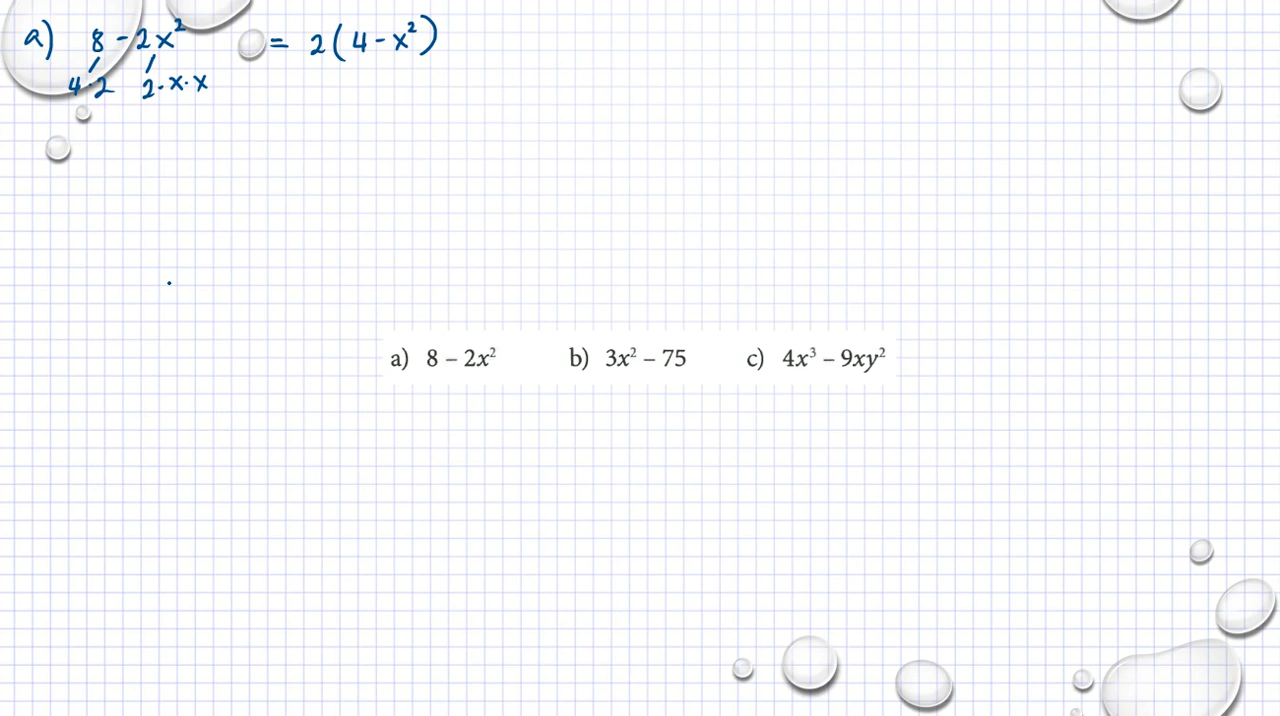 a) 8 - 2x² = 2(4 - x²)
4·2 2·x·x
a) 8 – 2x² b) 3x² – 75 c) 4x³ – 9xy²